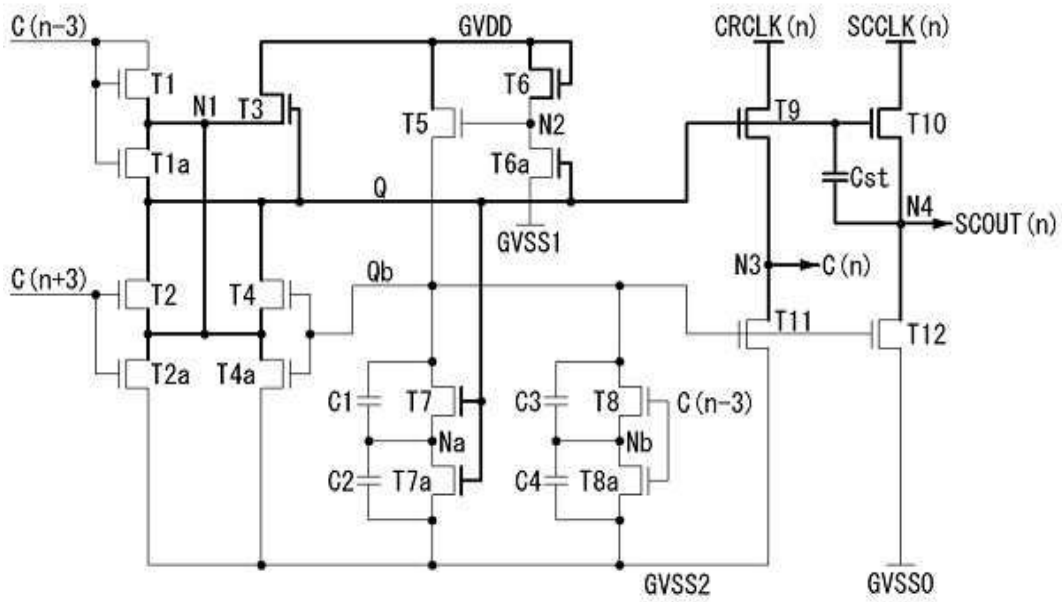 C(n-3)
GVDD
CRCLK(n)
SCCLK(n)
T1
N1
T3
T6
T9
T5
N2
T10
T1a
T6a
Cst
Q
N4
SCOUT(n)
GVSS1
N3
C(n)
Qb
C(n+3)
T2
T4
T11
T12
T2a
T4a
C1
T7
C3
T8
C(n-3)
Na
Nb
C2
T7a
C4
T8a
GVSS2
GVSS0